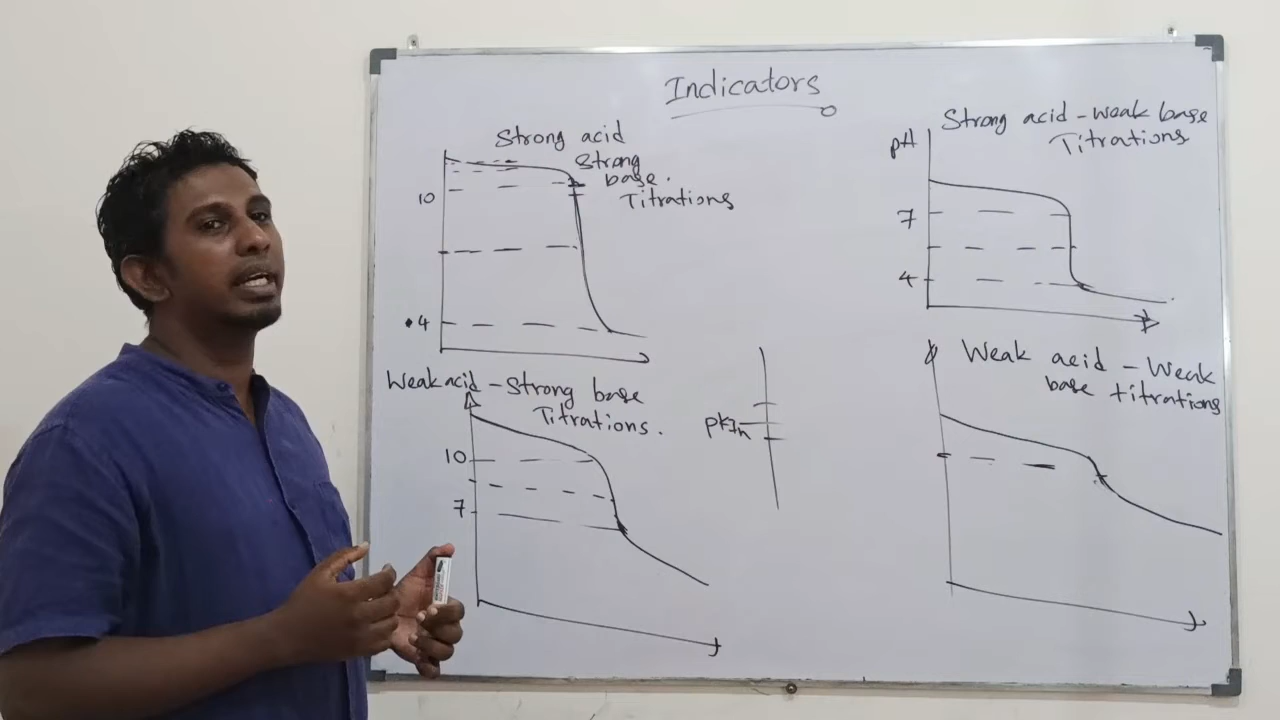 Indicators
Strong acid
Strong
base.
Titrations
10
4
Strong acid - Weak base
Titrations
pH
7
4
Weak acid - Strong base
Titrations.
10
7
pKIn
Weak acid - Weak
base titrations